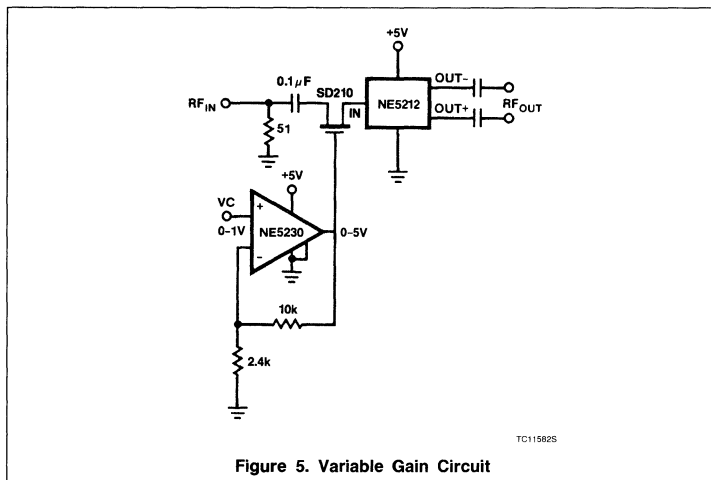 +5V
0.1µF
SD210
OUT−
RF_IN
IN
NE5212
RF_OUT
OUT+
51
+5V
VC
+
0–1V
NE5230
0–5V
−
10k
2.4k
TC11582S
Figure 5. Variable Gain Circuit